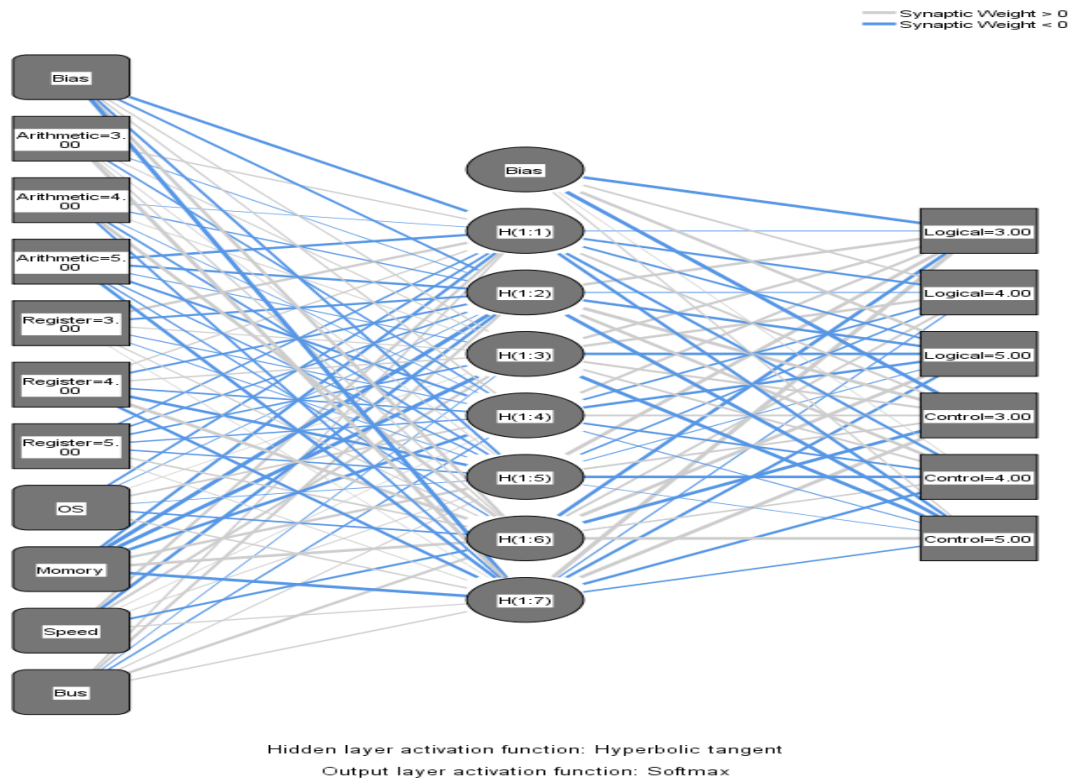 Synaptic Weight > 0
Synaptic Weight < 0
Bias
Arithmetic=3.
00
Arithmetic=4.
00
Arithmetic=5.
00
Register=3.
00
Register=4.
00
Register=5.
00
OS
Momory
Speed
Bus
Bias
H(1:1)
H(1:2)
H(1:3)
H(1:4)
H(1:5)
H(1:6)
H(1:7)
Logical=3.00
Logical=4.00
Logical=5.00
Control=3.00
Control=4.00
Control=5.00
Hidden layer activation function: Hyperbolic tangent
Output layer activation function: Softmax